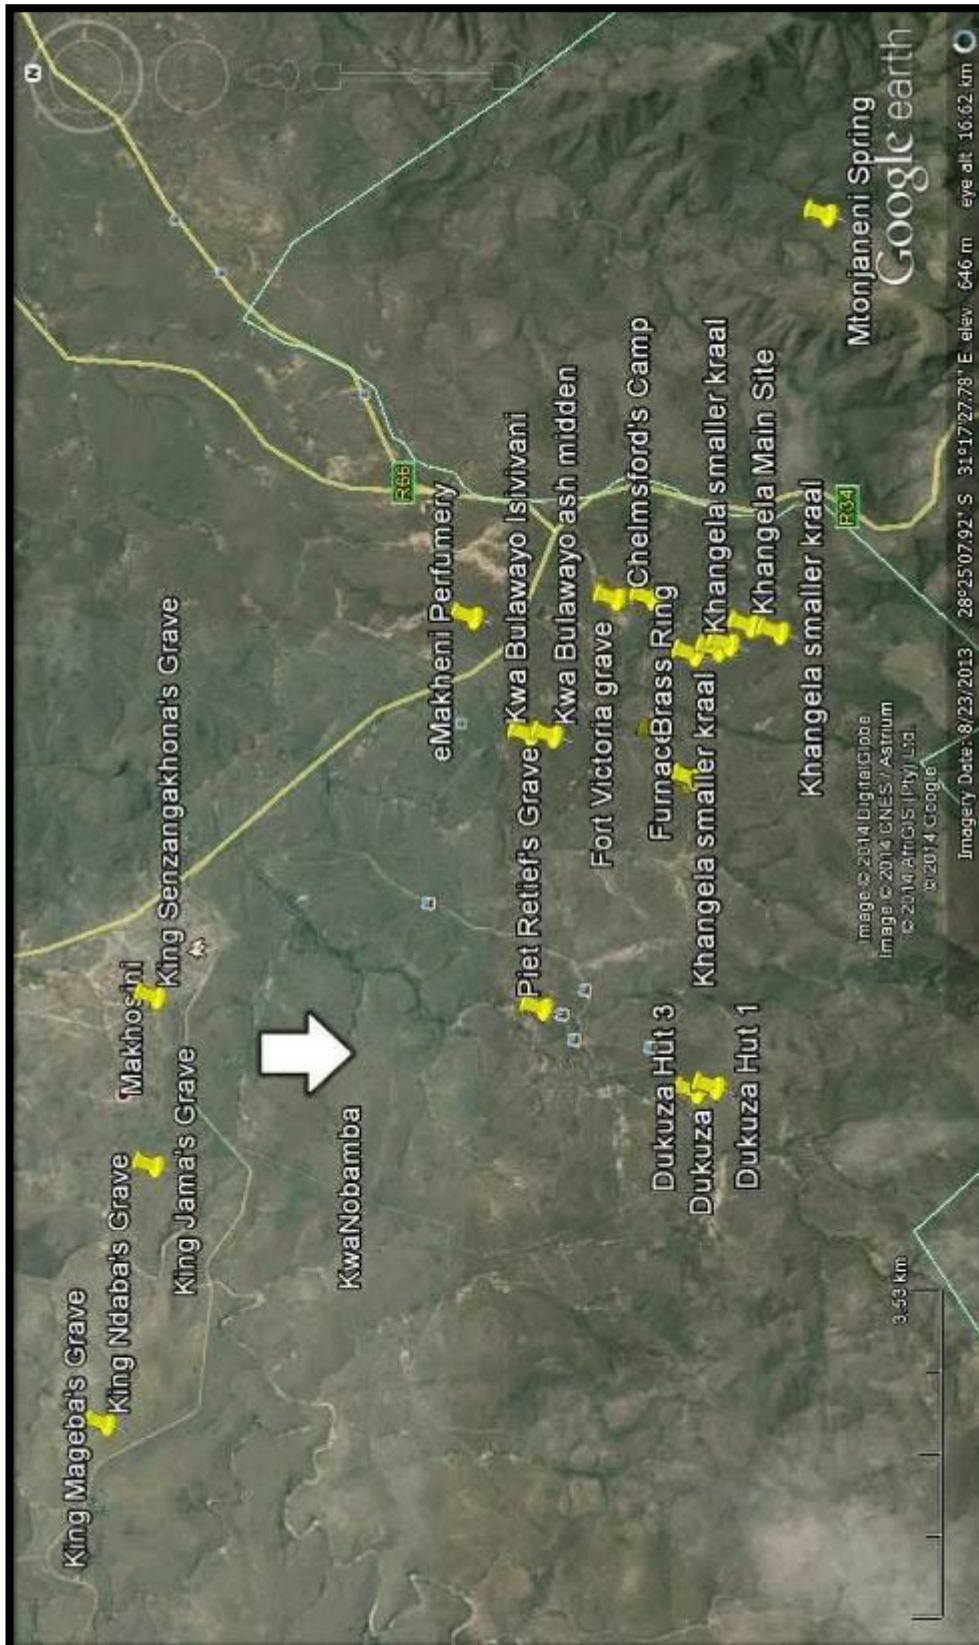 King Mageba's Grave
King Ndaba's Grave
King Jama's Grave
Makhosini
King Senzangakhona's Grave
KwaNobamba
R66
eMakheni Perfumery
Kwa Bulawayo Isivivani
Piet Retief's Grave
Kwa Bulawayo ash midden
Fort Victoria grave
Chelmsford's Camp
Furnace
Brass Ring
Dukuza Hut 3
Khangela smaller kraal
Khangela smaller kraal
Dukuza
Dukuza Hut 1
Khangela Main Site
Khangela smaller kraal
R34
Mtonjaneni Spring
N
3.53 km
Image © 2014 DigitalGlobe
Image © 2014 CNES / Astrium
© 2014 AfriGIS (Pty) Ltd.
© 2014 Google
Google earth
Imagery Date: 8/23/2013 28°25'07.92" S 31°17'27.78" E elev 646 m eye alt 16.62 km